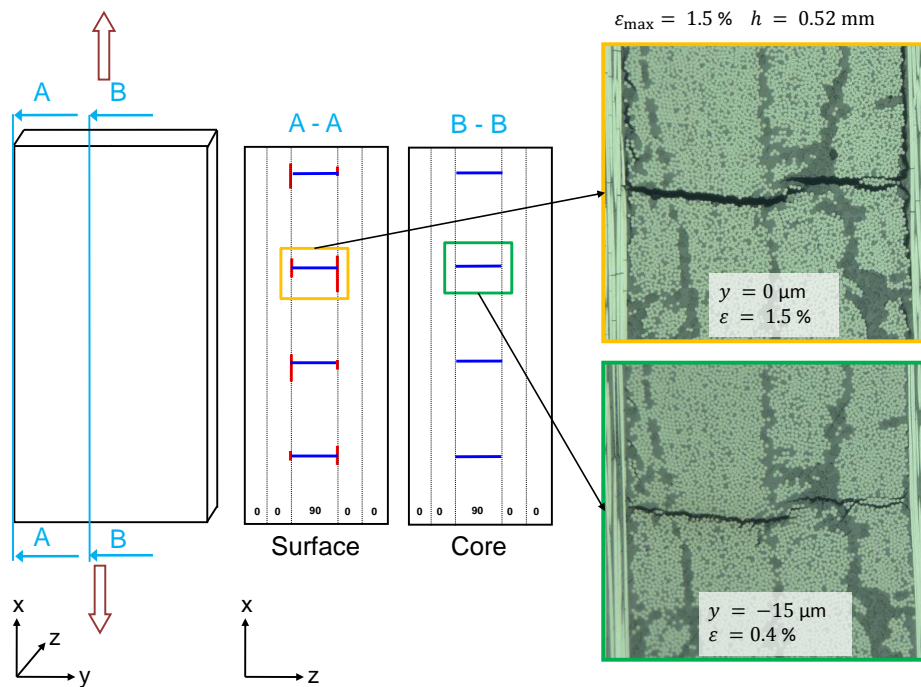 ε_max = 1.5 % h = 0.52 mm
A B
A - A B - B
y = 0 µm
ε = 1.5 %
0 0 90 0 0
0 0 90 0 0
A B
Surface Core
y = −15 µm
ε = 0.4 %
x
z
y
x
z